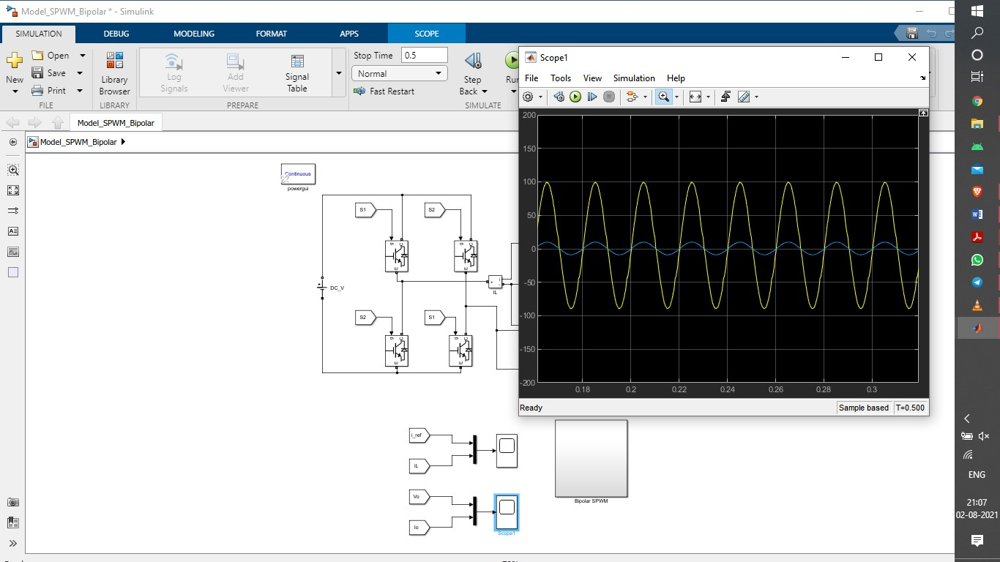 Model_SPWM_Bipolar * - Simulink
SIMULATION DEBUG MODELING FORMAT APPS SCOPE
New
Open
Save
Print
FILE
Library
Browser
LIBRARY
Log
Signals
Add
Viewer
Signal
Table
PREPARE
Stop Time 0.5
Normal
Fast Restart
Step
Back
SIMULATE
Model_SPWM_Bipolar
Model_SPWM_Bipolar
Continuous
powergui
S1
S2
g C
E
g C
E
DC_V
+
i
-
IL
S2
S1
g C
E
g C
E
i_ref
iL
Vo
Io
Scope1
Bipolar SPWM
Scope1
File Tools View Simulation Help
200
150
100
50
0
-50
-100
-150
-200
0.18 0.2 0.22 0.24 0.26 0.28 0.3
Ready Sample based T=0.500
ENG
21:07
02-08-2021